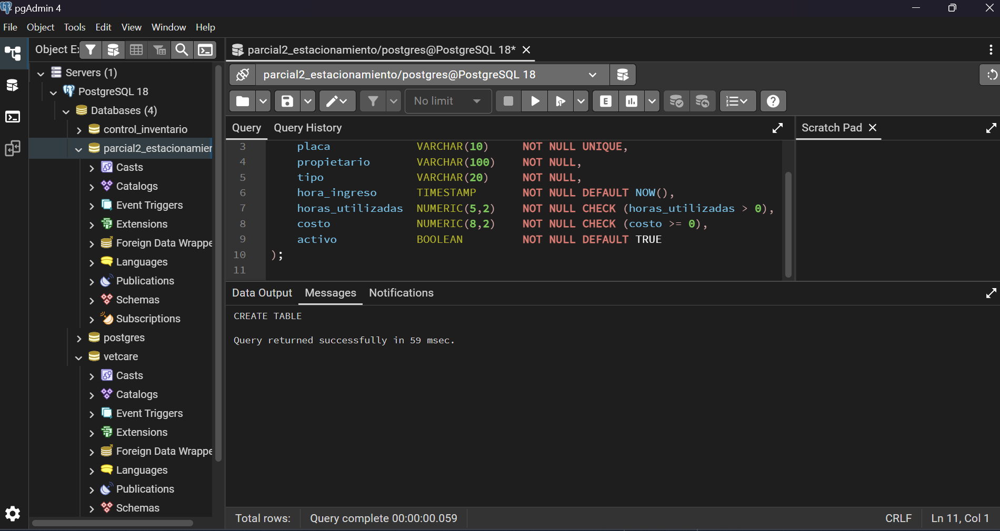 pgAdmin 4
File Object Tools Edit View Window Help
Object E
parcial2_estacionamiento/postgres@PostgreSQL 18*
Servers (1)
PostgreSQL 18
Databases (4)
control_inventario
parcial2_estacionamier
Casts
Catalogs
Event Triggers
Extensions
Foreign Data Wrappe
Languages
Publications
Schemas
Subscriptions
postgres
vetcare
Casts
Catalogs
Event Triggers
Extensions
Foreign Data Wrappe
Languages
Publications
Schemas
parcial2_estacionamiento/postgres@PostgreSQL 18
No limit
E
Query Query History
Scratch Pad
3 placa VARCHAR(10) NOT NULL UNIQUE,
4 propietario VARCHAR(100) NOT NULL,
5 tipo VARCHAR(20) NOT NULL,
6 hora_ingreso TIMESTAMP NOT NULL DEFAULT NOW(),
7 horas_utilizadas NUMERIC(5,2) NOT NULL CHECK (horas_utilizadas > 0),
8 costo NUMERIC(8,2) NOT NULL CHECK (costo >= 0),
9 activo BOOLEAN NOT NULL DEFAULT TRUE
10 );
11
Data Output Messages Notifications
CREATE TABLE
Query returned successfully in 59 msec.
Total rows: Query complete 00:00:00.059 CRLF Ln 11, Col 1